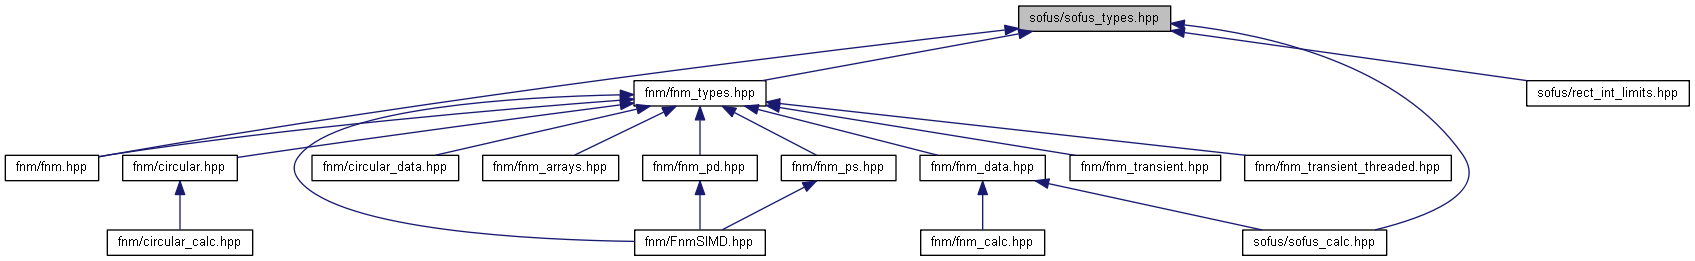 sofus/sofus_types.hpp
fnm/fnm_types.hpp
sofus/rect_int_limits.hpp
fnm/fnm.hpp
fnm/circular.hpp
fnm/circular_data.hpp
fnm/fnm_arrays.hpp
fnm/fnm_pd.hpp
fnm/fnm_ps.hpp
fnm/fnm_data.hpp
fnm/fnm_transient.hpp
fnm/fnm_transient_threaded.hpp
fnm/circular_calc.hpp
fnm/FnmSIMD.hpp
fnm/fnm_calc.hpp
sofus/sofus_calc.hpp